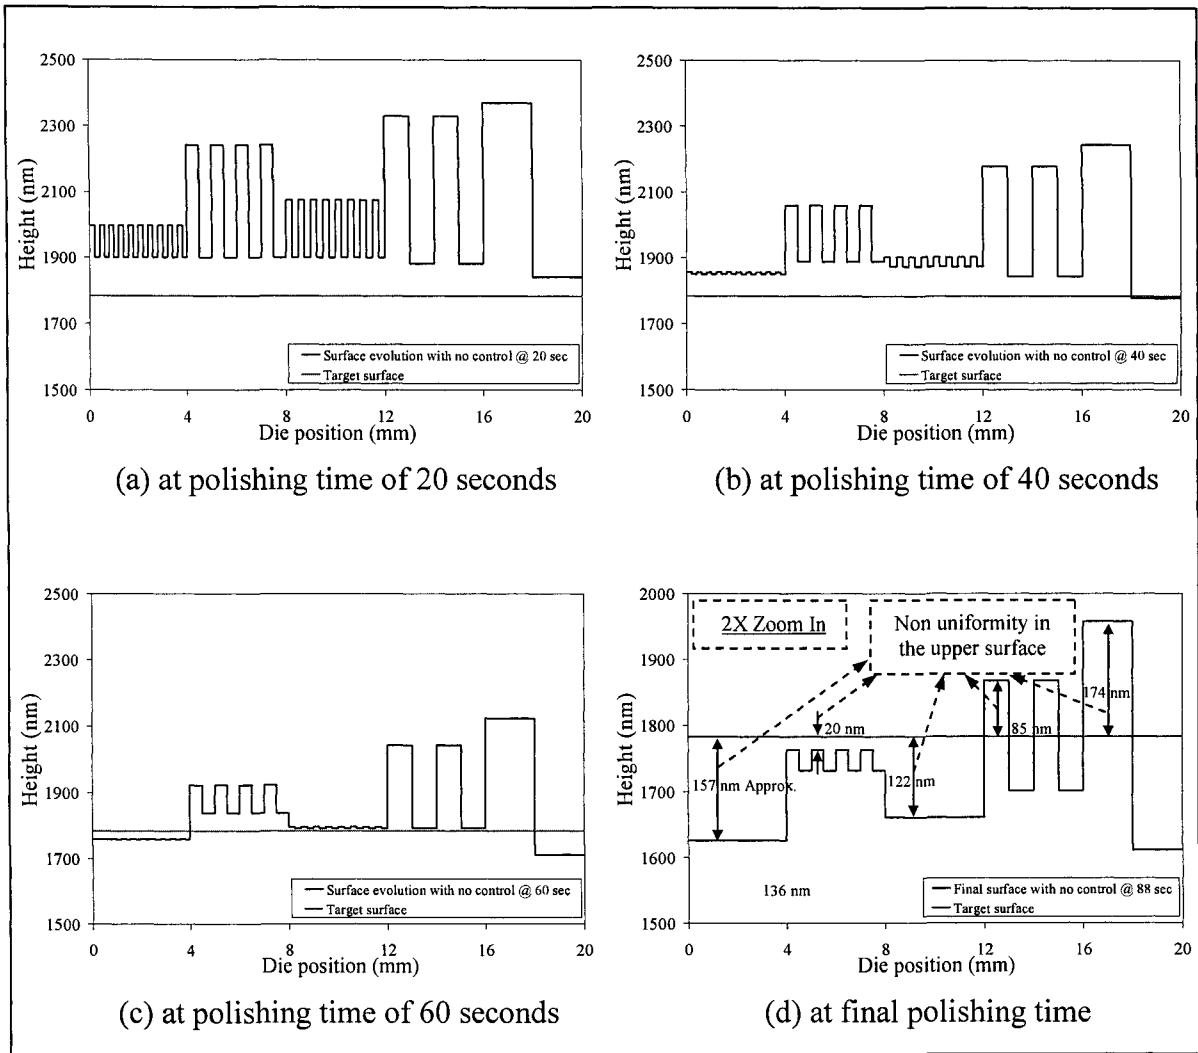 2500
2300
2100
1900
1700
1500
Height (nm)
Surface evolution with no control @ 20 sec
Target surface
0 4 8 12 16 20
Die position (mm)
(a) at polishing time of 20 seconds
2500
2300
2100
1900
1700
1500
Height (nm)
Surface evolution with no control @ 40 sec
Target surface
0 4 8 12 16 20
Die position (mm)
(b) at polishing time of 40 seconds
2500
2300
2100
1900
1700
1500
Height (nm)
Surface evolution with no control @ 60 sec
Target surface
0 4 8 12 16 20
Die position (mm)
(c) at polishing time of 60 seconds
2000
1900
1800
1700
1600
1500
Height (nm)
2X Zoom In
Non uniformity in
the upper surface
174 nm
20 nm
85 nm
157 nm Approx.
122 nm
136 nm
Final surface with no control @ 88 sec
Target surface
0 4 8 12 16 20
Die position (mm)
(d) at final polishing time